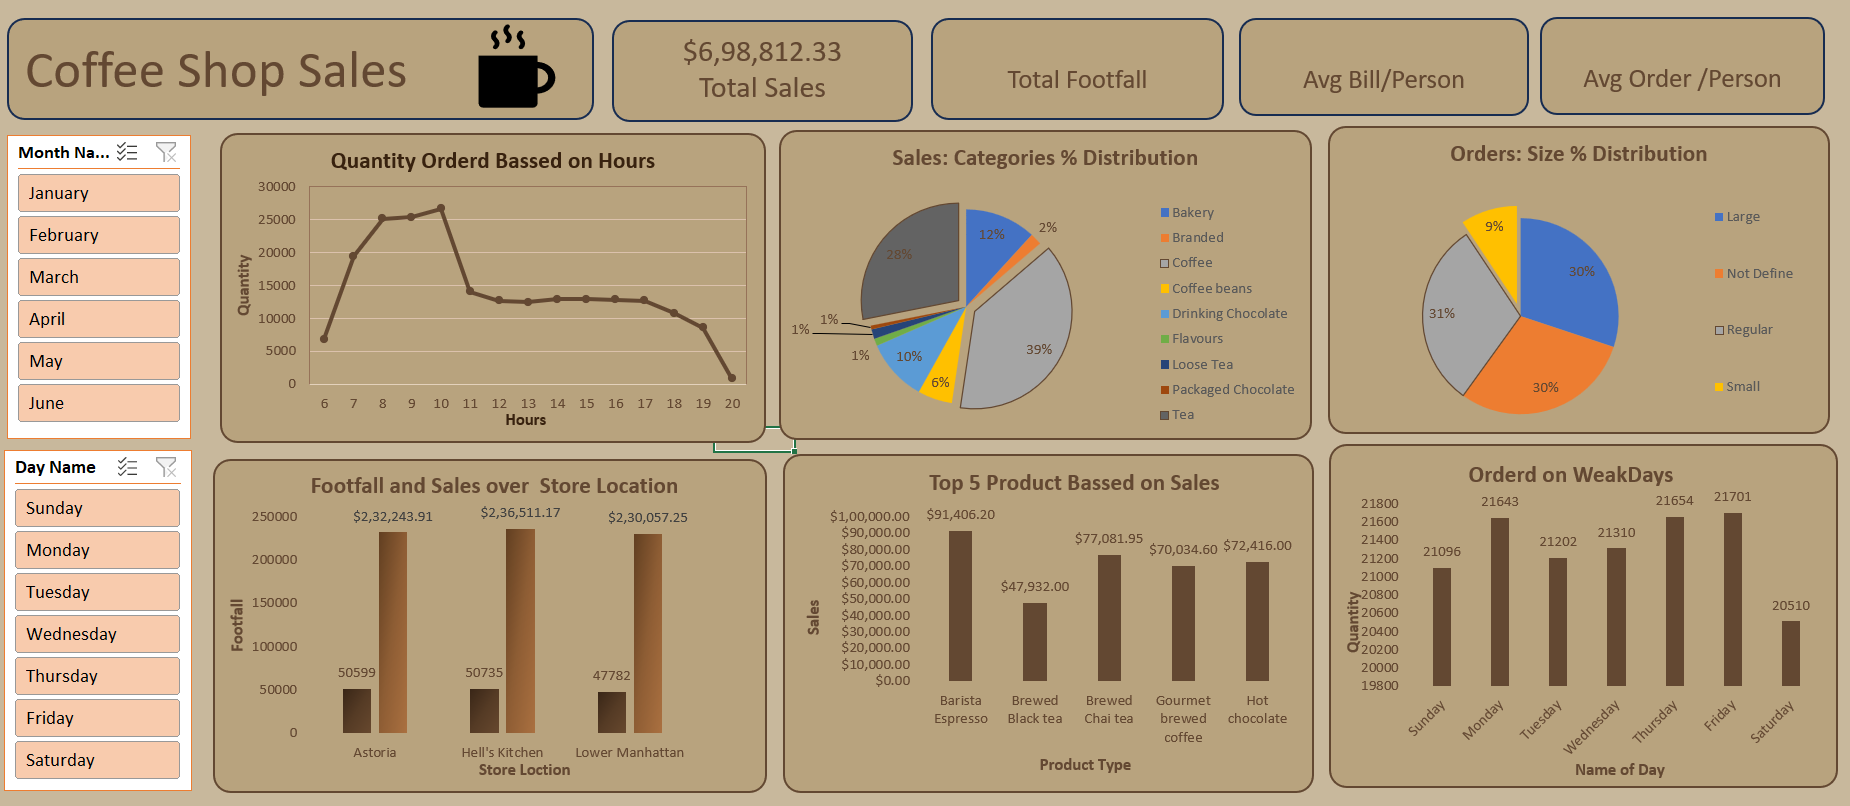 Coffee Shop Sales
$6,98,812.33
Total Sales
Total Footfall
Avg Bill/Person
Avg Order /Person
Month Na...
January
February
March
April
May
June
Day Name
Sunday
Monday
Tuesday
Wednesday
Thursday
Friday
Saturday
Quantity Orderd Bassed on Hours
Quantity
30000
25000
20000
15000
10000
5000
0
6 7 8 9 10 11 12 13 14 15 16 17 18 19 20
Hours
Sales: Categories % Distribution
12%
2%
39%
6%
10%
1%
1%
1%
28%
Bakery
Branded
Coffee
Coffee beans
Drinking Chocolate
Flavours
Loose Tea
Packaged Chocolate
Tea
Orders: Size % Distribution
30%
30%
31%
9%
Large
Not Define
Regular
Small
Footfall and Sales over  Store Location
Footfall
250000
200000
150000
100000
50000
0
$2,32,243.91
$2,36,511.17
$2,30,057.25
50599
50735
47782
Astoria
Hell's Kitchen
Lower Manhattan
Store Loction
Top 5 Product Bassed on Sales
Sales
$1,00,000.00
$90,000.00
$80,000.00
$70,000.00
$60,000.00
$50,000.00
$40,000.00
$30,000.00
$20,000.00
$10,000.00
$0.00
$91,406.20
$47,932.00
$77,081.95
$70,034.60
$72,416.00
Barista
Espresso
Brewed
Black tea
Brewed
Chai tea
Gourmet
brewed
coffee
Hot
chocolate
Product Type
Orderd on WeakDays
Quantity
21800
21600
21400
21200
21000
20800
20600
20400
20200
20000
19800
21096
21643
21202
21310
21654
21701
20510
Sunday
Monday
Tuesday
Wednesday
Thursday
Friday
Saturday
Name of Day